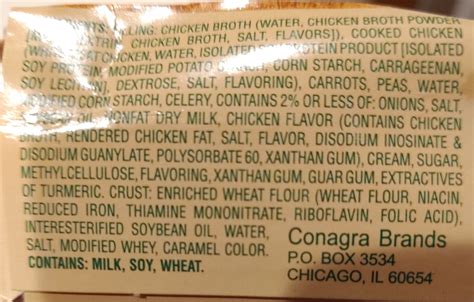 FILLING: CHICKEN BROTH (WATER, CHICKEN BROTH POWDER
CHICKEN BROTH, SALT, FLAVORS]), COOKED CHICKEN
CHICKEN, WATER, ISOLATED PRODUCT [ISOLATED
SOY PROTEIN, MODIFIED POTATO CORN STARCH, CARRAGEENAN,
SOY LECITHIN], DEXTROSE, SALT, FLAVORING), CARROTS, PEAS, WATER,
MODIFIED CORN STARCH, CELERY, CONTAINS 2% OR LESS OF: ONIONS, SALT,
OIL, NONFAT DRY MILK, CHICKEN FLAVOR (CONTAINS CHICKEN
BROTH, RENDERED CHICKEN FAT, SALT, FLAVOR, DISODIUM INOSINATE &
DISODIUM GUANYLATE, POLYSORBATE 60, XANTHAN GUM), CREAM, SUGAR,
METHYLCELLULOSE, FLAVORING, XANTHAN GUM, GUAR GUM, EXTRACTIVES
OF TURMERIC. CRUST: ENRICHED WHEAT FLOUR (WHEAT FLOUR, NIACIN,
REDUCED IRON, THIAMINE MONONITRATE, RIBOFLAVIN, FOLIC ACID),
INTERESTERIFIED SOYBEAN OIL, WATER,
SALT, MODIFIED WHEY, CARAMEL COLOR.
CONTAINS: MILK, SOY, WHEAT.
Conagra Brands
P.O. BOX 3534
CHICAGO, IL 60654